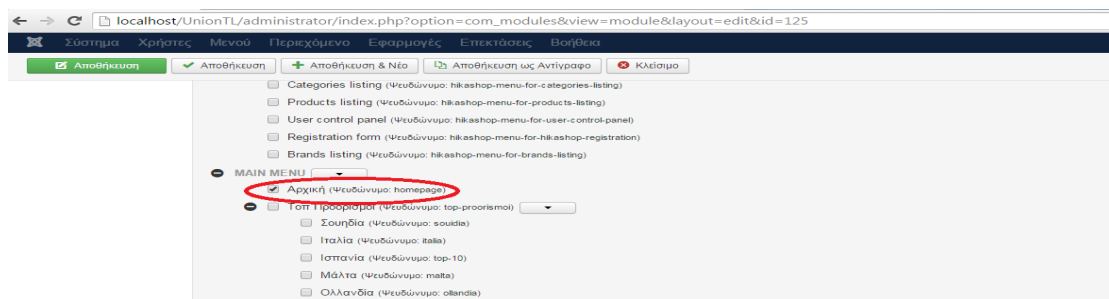 localhost/UnionTL/administrator/index.php?option=com_modules&view=module&layout=edit&id=125
Σύστημα Χρήστες Μενού Περιεχόμενο Εφαρμογές Επεκτάσεις Βοήθεια
Αποθήκευση Αποθήκευση Αποθήκευση & Νέο Αποθήκευση ως Αντίγραφο Κλείσιμο
Categories listing (Ψευδώνυμο: hikashop-menu-for-categories-listing)
Products listing (Ψευδώνυμο: hikashop-menu-for-products-listing)
User control panel (Ψευδώνυμο: hikashop-menu-for-user-control-panel)
Registration form (Ψευδώνυμο: hikashop-menu-for-hikashop-registration)
Brands listing (Ψευδώνυμο: hikashop-menu-for-brands-listing)
MAIN MENU
Αρχική (Ψευδώνυμο: homepage)
Τοπ Προορισμοί (Ψευδώνυμο: top-proorismoi)
Σουηδία (Ψευδώνυμο: souidia)
Ιταλία (Ψευδώνυμο: italia)
Ισπανία (Ψευδώνυμο: top-10)
Μάλτα (Ψευδώνυμο: malta)
Ολλανδία (Ψευδώνυμο: ollandia)